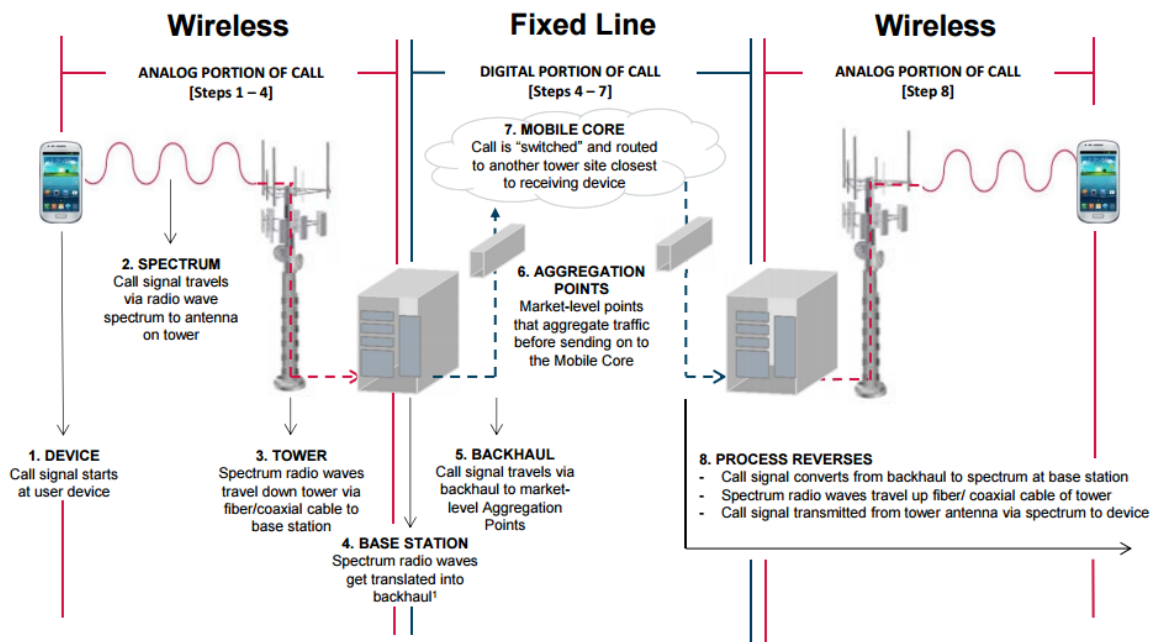 Wireless
Fixed Line
Wireless
ANALOG PORTION OF CALL
[Steps 1 – 4]
DIGITAL PORTION OF CALL
[Steps 4 – 7]
ANALOG PORTION OF CALL
[Step 8]
7. MOBILE CORE
Call is “switched” and routed
to another tower site closest
to receiving device
2. SPECTRUM
Call signal travels
via radio wave
spectrum to antenna
on tower
6. AGGREGATION
POINTS
Market-level points
that aggregate traffic
before sending on to
the Mobile Core
1. DEVICE
Call signal starts
at user device
3. TOWER
Spectrum radio waves
travel down tower via
fiber/coaxial cable to
base station
5. BACKHAUL
Call signal travels via
backhaul to market-
level Aggregation
Points
4. BASE STATION
Spectrum radio waves
get translated into
backhaul¹
8. PROCESS REVERSES
- Call signal converts from backhaul to spectrum at base station
- Spectrum radio waves travel up fiber/ coaxial cable of tower
- Call signal transmitted from tower antenna via spectrum to device